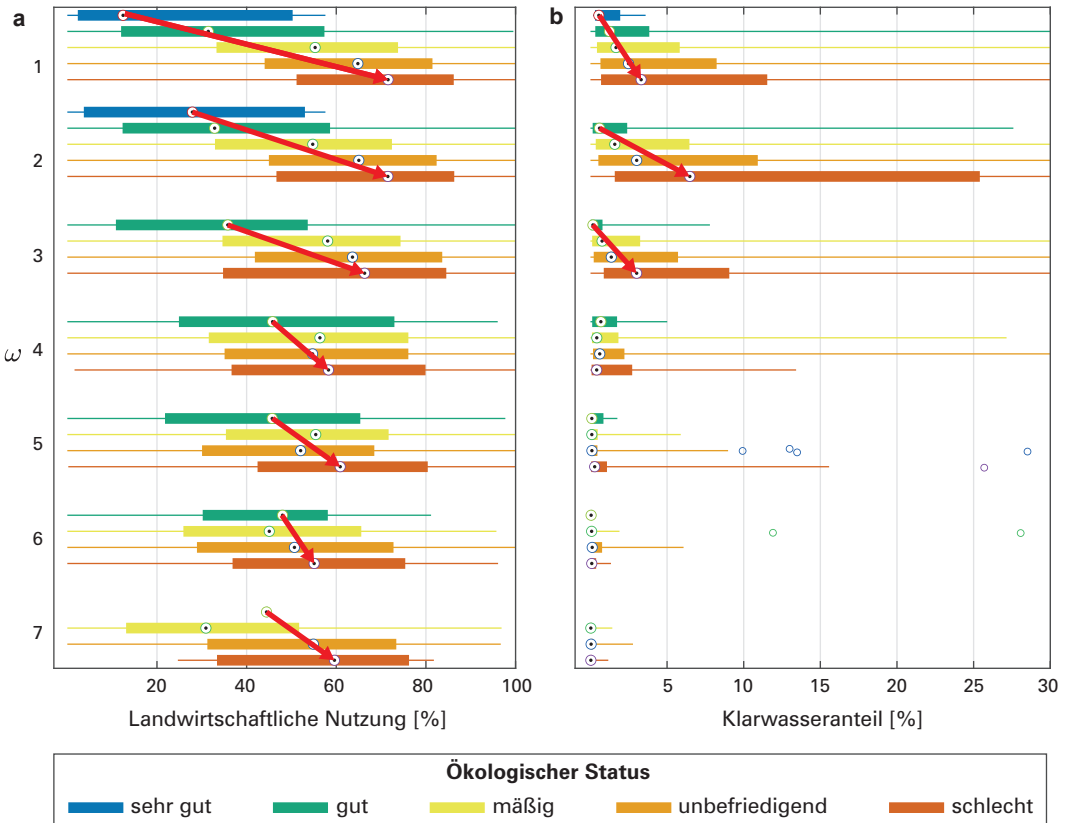 a
b
1
2
3
4
ω
5
6
7
20 40 60 80 100
5 10 15 20 25 30
Landwirtschaftliche Nutzung [%]
Klarwasseranteil [%]
Ökologischer Status
sehr gut gut mäßig unbefriedigend schlecht